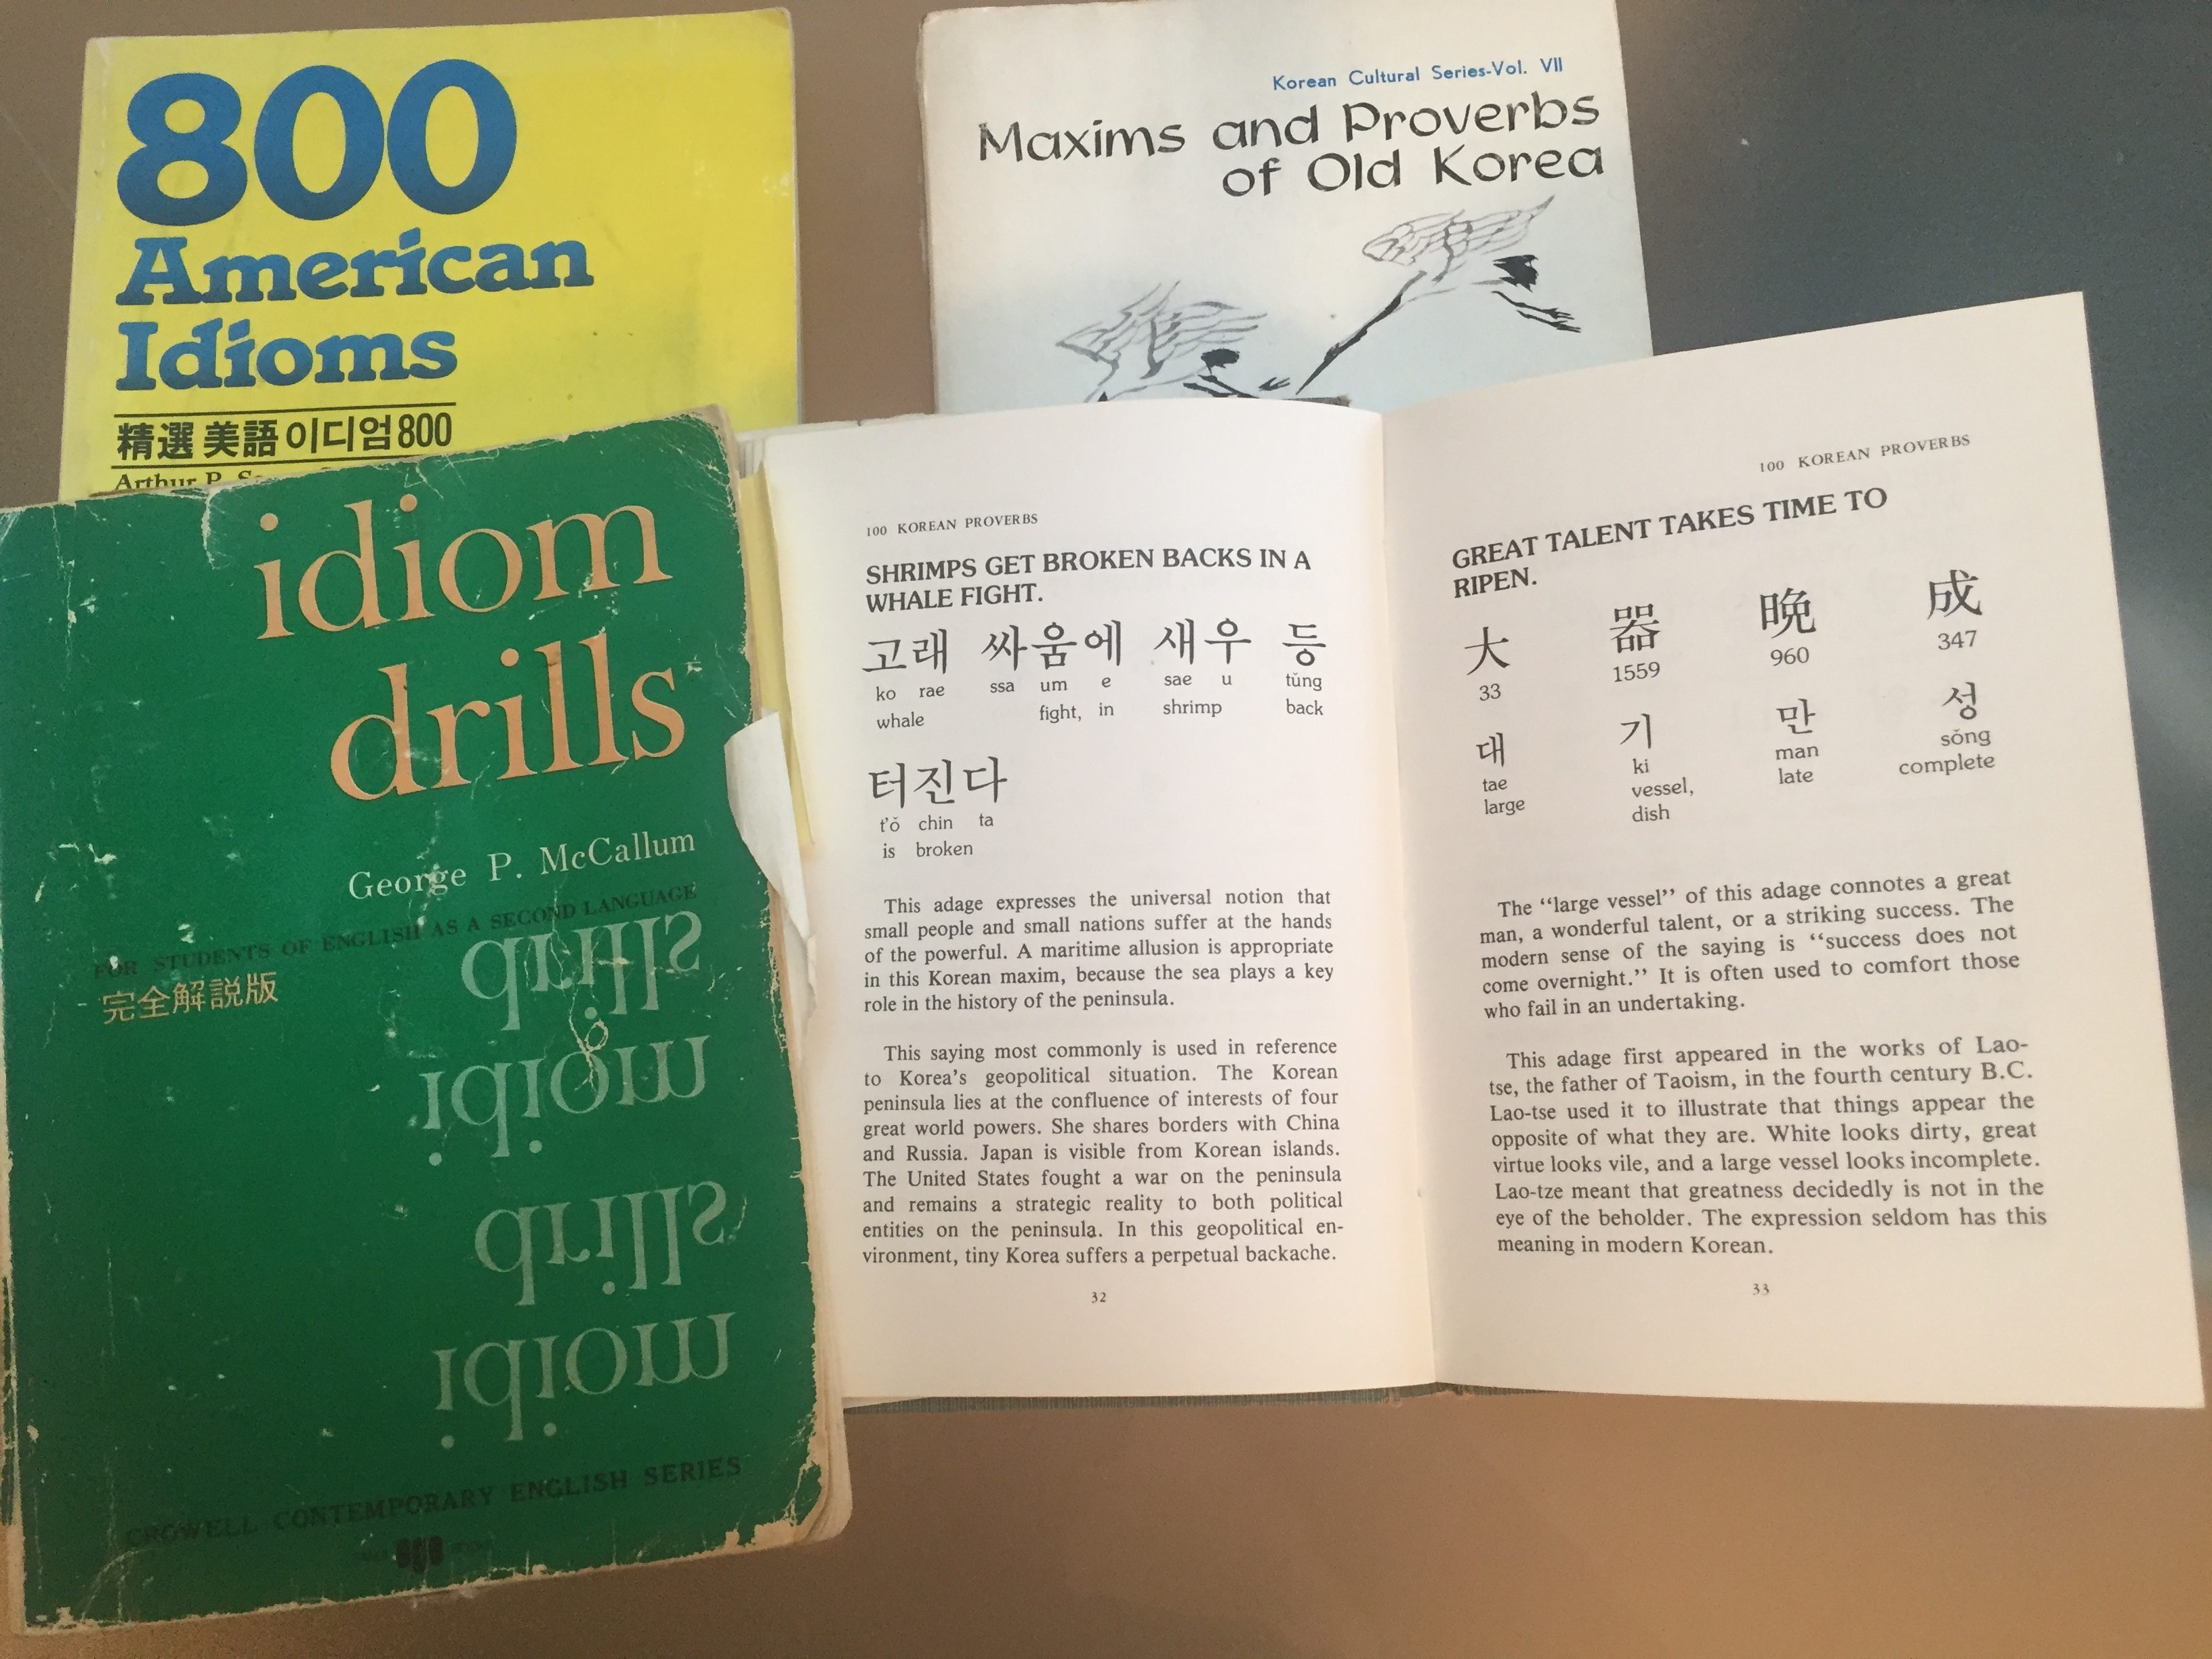 800
American
Idioms
精選 美語 이디엄 800
Arthur P.
Korean Cultural Series-Vol. VII
Maxims and Proverbs
of Old Korea
idiom
drills
George P. McCallum
FOR STUDENTS OF ENGLISH AS A SECOND LANGUAGE
完全解説版
drills
idiom
drills
idiom
CROWELL CONTEMPORARY ENGLISH SERIES
100 KOREAN PROVERBS
SHRIMPS GET BROKEN BACKS IN A
WHALE FIGHT.
고래 싸움에 새우 등
ko rae ssa um e sae u tŭng
whale fight, in shrimp back
터진다
t'ŏ chin ta
is broken
This adage expresses the universal notion that
small people and small nations suffer at the hands
of the powerful. A maritime allusion is appropriate
in this Korean maxim, because the sea plays a key
role in the history of the peninsula.
This saying most commonly is used in reference
to Korea's geopolitical situation. The Korean
peninsula lies at the confluence of interests of four
great world powers. She shares borders with China
and Russia. Japan is visible from Korean islands.
The United States fought a war on the peninsula
and remains a strategic reality to both political
entities on the peninsula. In this geopolitical en-
vironment, tiny Korea suffers a perpetual backache.
32
100 KOREAN PROVERBS
GREAT TALENT TAKES TIME TO
RIPEN.
大 器 晩 成
33 1559 960 347
대 기 만 성
tae ki man sŏng
large vessel, late complete
dish
The "large vessel" of this adage connotes a great
man, a wonderful talent, or a striking success. The
modern sense of the saying is "success does not
come overnight." It is often used to comfort those
who fail in an undertaking.
This adage first appeared in the works of Lao-
tse, the father of Taoism, in the fourth century B.C.
Lao-tse used it to illustrate that things appear the
opposite of what they are. White looks dirty, great
virtue looks vile, and a large vessel looks incomplete.
Lao-tze meant that greatness decidedly is not in the
eye of the beholder. The expression seldom has this
meaning in modern Korean.
33